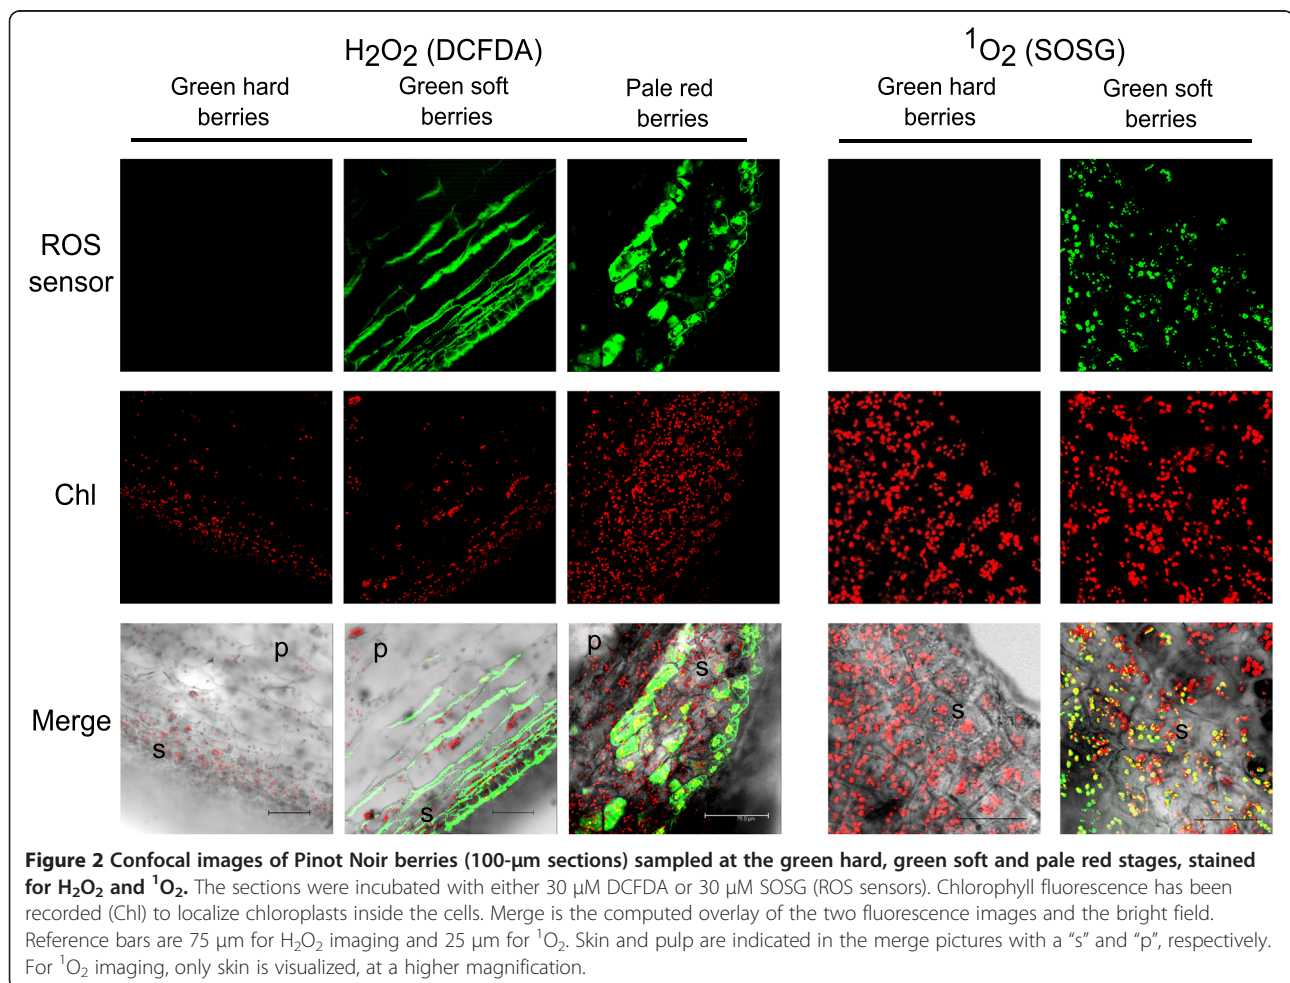 H2O2 (DCFDA)
1O2 (SOSG)
Green hard berries
Green soft berries
Pale red berries
Green hard berries
Green soft berries
ROS sensor
Chl
Merge
p
s
p
s
p
s
75.0 µm
s
s
Figure 2 Confocal images of Pinot Noir berries (100-μm sections) sampled at the green hard, green soft and pale red stages, stained
for H₂O₂ and ¹O₂. The sections were incubated with either 30 μM DCFDA or 30 μM SOSG (ROS sensors). Chlorophyll fluorescence has been
recorded (Chl) to localize chloroplasts inside the cells. Merge is the computed overlay of the two fluorescence images and the bright field.
Reference bars are 75 μm for H₂O₂ imaging and 25 μm for ¹O₂. Skin and pulp are indicated in the merge pictures with a “s” and “p”, respectively.
For ¹O₂ imaging, only skin is visualized, at a higher magnification.